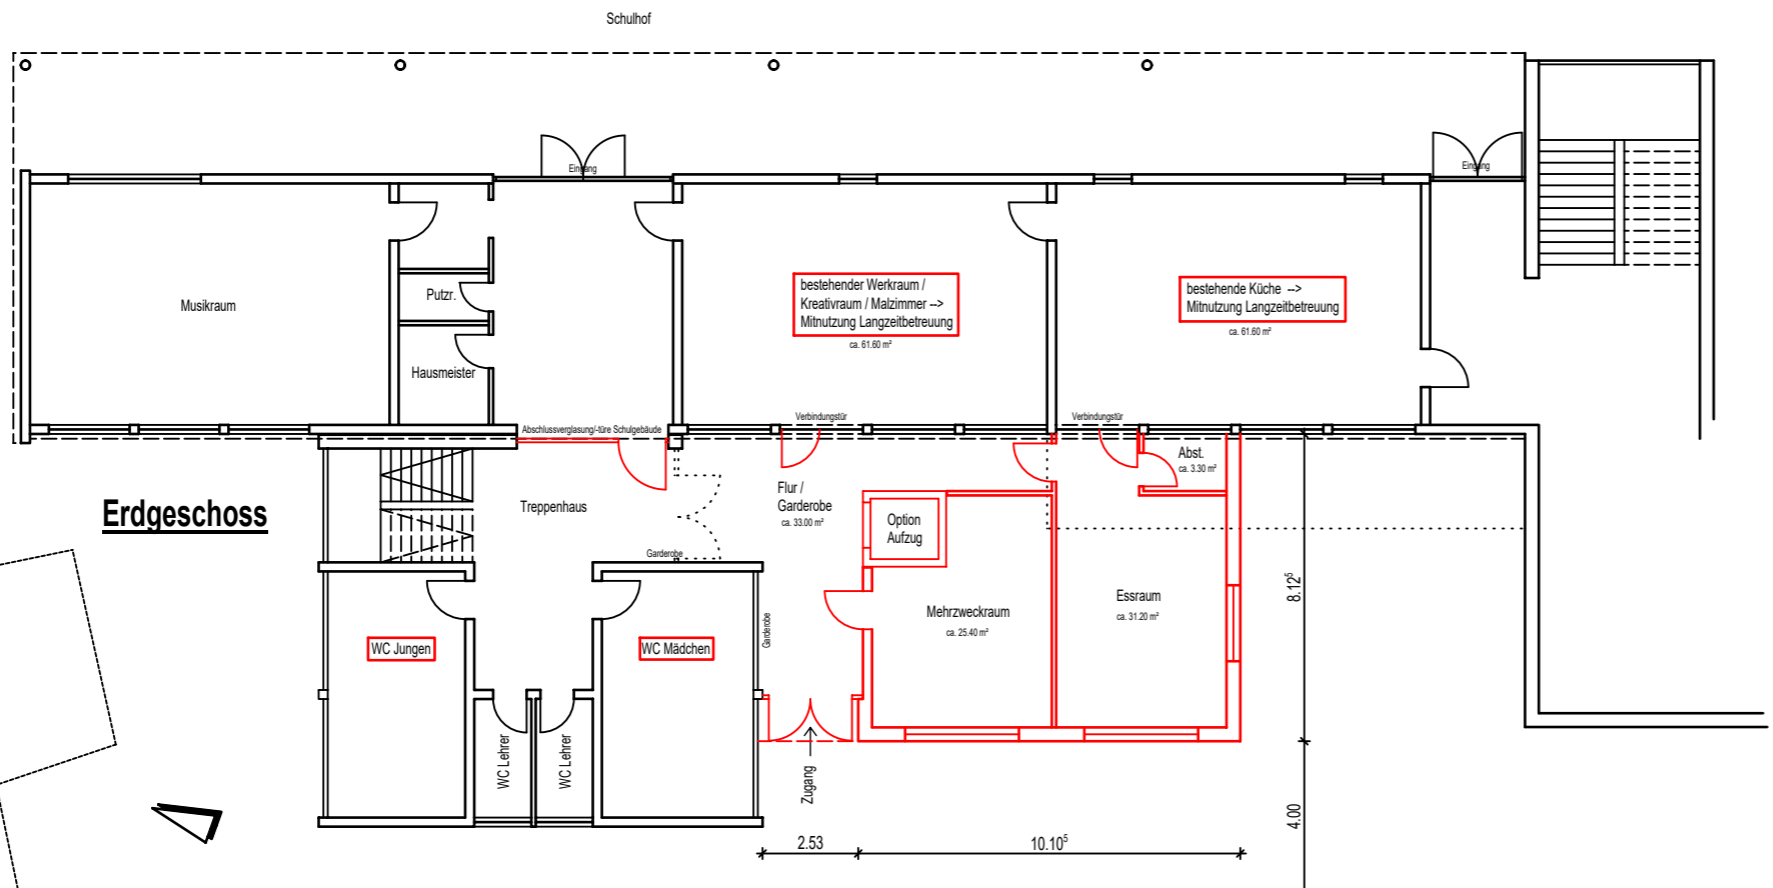 Schulhof
Eingang
Eingang
Musikraum
Putzr.
Hausmeister
bestehender Werkraum /
Kreativraum / Malzimmer -->
Mitnutzung Langzeitbetreuung
ca. 61.60 m²
bestehende Küche -->
Mitnutzung Langzeitbetreuung
ca. 61.60 m²
Abschlussverglasung/-türe Schulgebäude
Verbindungstür
Verbindungstür
Erdgeschoss
Treppenhaus
Garderobe
Flur /
Garderobe
ca. 33.00 m²
Option
Aufzug
Abst.
ca. 3.30 m²
Mehrzweckraum
ca. 25.40 m²
Essraum
ca. 31.20 m²
WC Jungen
WC Mädchen
Garderobe
WC Lehrer
WC Lehrer
Zugang
8.12⁵
4.00
2.53
10.10⁵